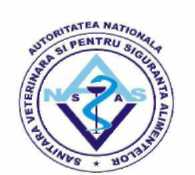 AUTORITATEA NATIONALA
SANITARA VETERINARA SI PENTRU SIGURANTA ALIMENTELOR
N S A S